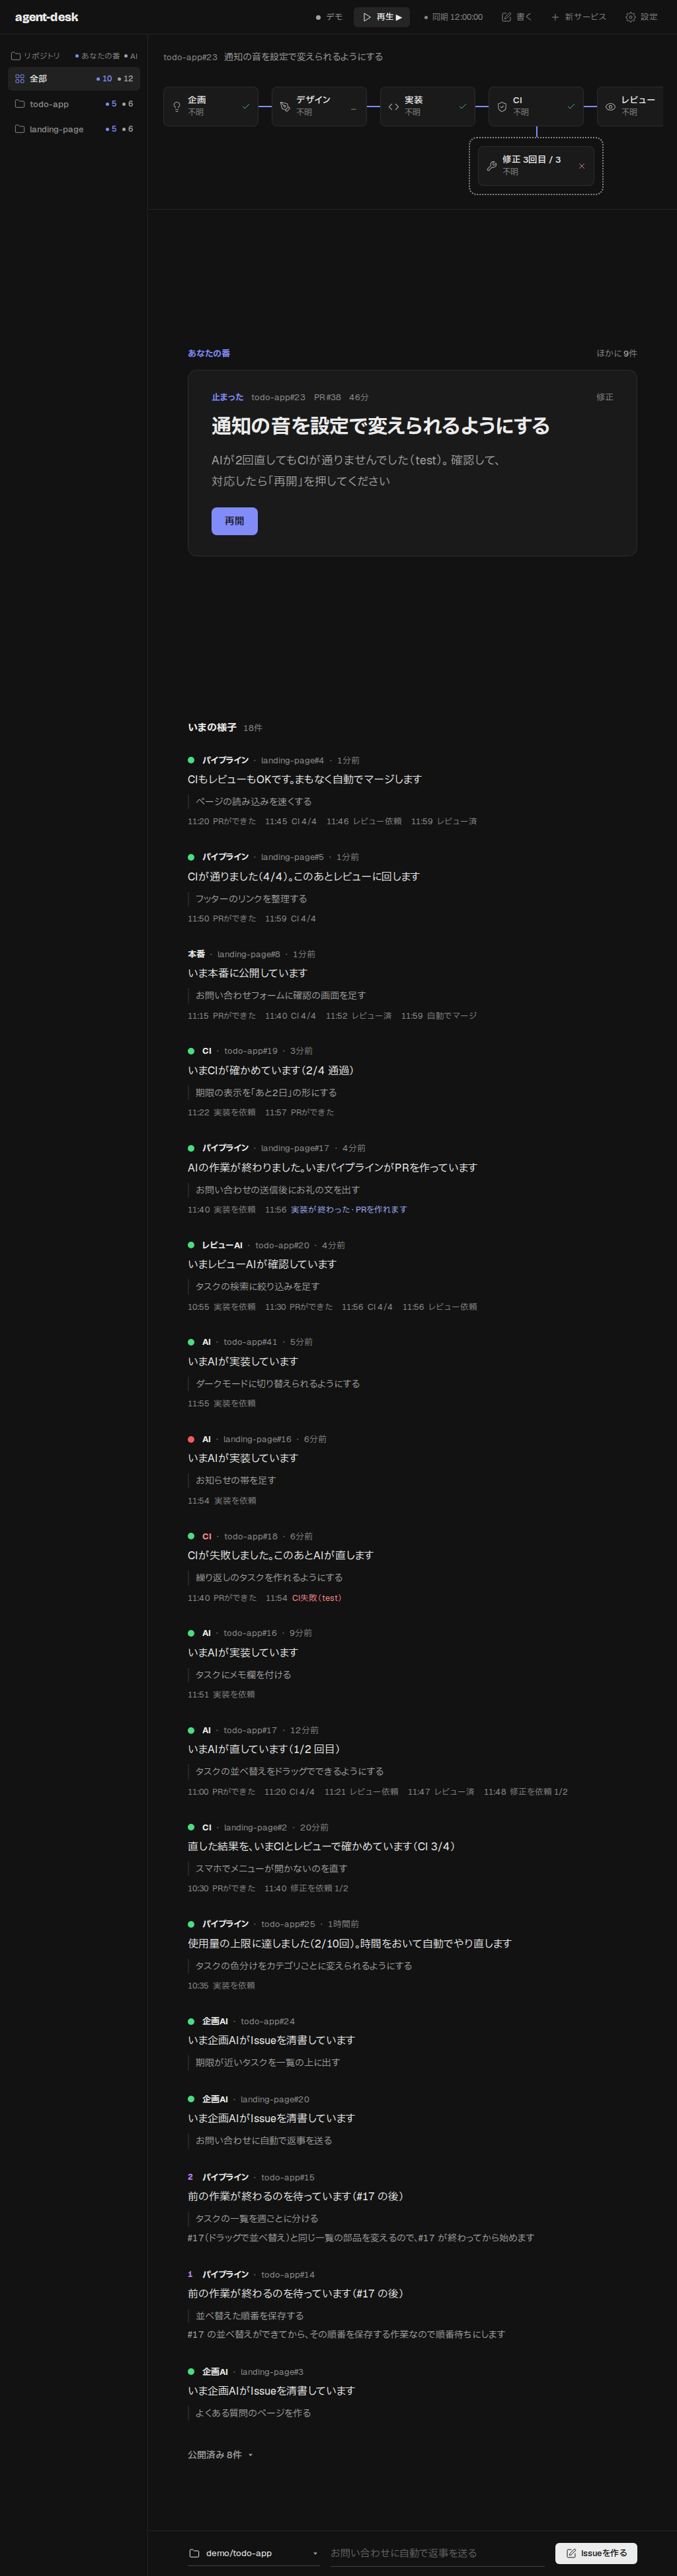 agent-desk
デモ
再生 ▶
同期 12:00:00
書く
新サービス
設定
リポジトリ
あなたの番
AI
全部
10
12
todo-app
5
6
landing-page
5
6
todo-app#23 通知の音を設定で変えられるようにする
企画
不明
デザイン
不明
実装
不明
CI
不明
レビュー
不明
修正 3回目 / 3
不明
あなたの番
ほかに 9件
止まった todo-app#23 PR #38 46分
修正
通知の音を設定で変えられるようにする
AIが2回直してもCIが通りませんでした（test）。確認して、
対応したら「再開」を押してください
再開
いまの様子 18件
パイプライン · landing-page#4 · 1分前
CIもレビューもOKです。まもなく自動でマージします
ページの読み込みを速くする
11:20 PRができた 11:45 CI 4/4 11:46 レビュー依頼 11:59 レビュー済
パイプライン · landing-page#5 · 1分前
CIが通りました（4/4）。このあとレビューに回します
フッターのリンクを整理する
11:50 PRができた 11:59 CI 4/4
本番 · landing-page#8 · 1分前
いま本番に公開しています
お問い合わせフォームに確認の画面を足す
11:15 PRができた 11:40 CI 4/4 11:52 レビュー済 11:59 自動でマージ
CI · todo-app#19 · 3分前
いまCIが確かめています（2/4 通過）
期限の表示を「あと2日」の形にする
11:22 実装を依頼 11:57 PRができた
パイプライン · landing-page#17 · 4分前
AIの作業が終わりました。いまパイプラインがPRを作っています
お問い合わせの送信後にお礼の文を出す
11:40 実装を依頼 11:56 実装が終わった・PRを作れます
レビューAI · todo-app#20 · 4分前
いまレビューAIが確認しています
タスクの検索に絞り込みを足す
10:55 実装を依頼 11:30 PRができた 11:56 CI 4/4 11:56 レビュー依頼
AI · todo-app#41 · 5分前
いまAIが実装しています
ダークモードに切り替えられるようにする
11:55 実装を依頼
AI · landing-page#16 · 6分前
いまAIが実装しています
お知らせの帯を足す
11:54 実装を依頼
CI · todo-app#18 · 6分前
CIが失敗しました。このあとAIが直します
繰り返しのタスクを作れるようにする
11:40 PRができた 11:54 CI失敗（test）
AI · todo-app#16 · 9分前
いまAIが実装しています
タスクにメモ欄を付ける
11:51 実装を依頼
AI · todo-app#17 · 12分前
いまAIが直しています（1/2 回目）
タスクの並べ替えをドラッグでできるようにする
11:00 PRができた 11:20 CI 4/4 11:21 レビュー依頼 11:47 レビュー済 11:48 修正を依頼 1/2
CI · landing-page#2 · 20分前
直した結果を、いまCIとレビューで確かめています（CI 3/4）
スマホでメニューが開かないのを直す
10:30 PRができた 11:40 修正を依頼 1/2
パイプライン · todo-app#25 · 1時間前
使用量の上限に達しました（2/10回）。時間をおいて自動でやり直します
タスクの色分けをカテゴリごとに変えられるようにする
10:35 実装を依頼
企画AI · todo-app#24
いま企画AIがIssueを清書しています
期限が近いタスクを一覧の上に出す
企画AI · landing-page#20
いま企画AIがIssueを清書しています
お問い合わせに自動で返事を送る
2 パイプライン · todo-app#15
前の作業が終わるのを待っています（#17 の後）
タスクの一覧を週ごとに分ける
#17（ドラッグで並べ替え）と同じ一覧の部品を変えるので、#17 が終わってから始めます
1 パイプライン · todo-app#14
前の作業が終わるのを待っています（#17 の後）
並べ替えた順番を保存する
#17 の並べ替えができてから、その順番を保存する作業なので順番待ちにします
企画AI · landing-page#3
いま企画AIがIssueを清書しています
よくある質問のページを作る
公開済み 8件
demo/todo-app
お問い合わせに自動で返事を送る
Issueを作る